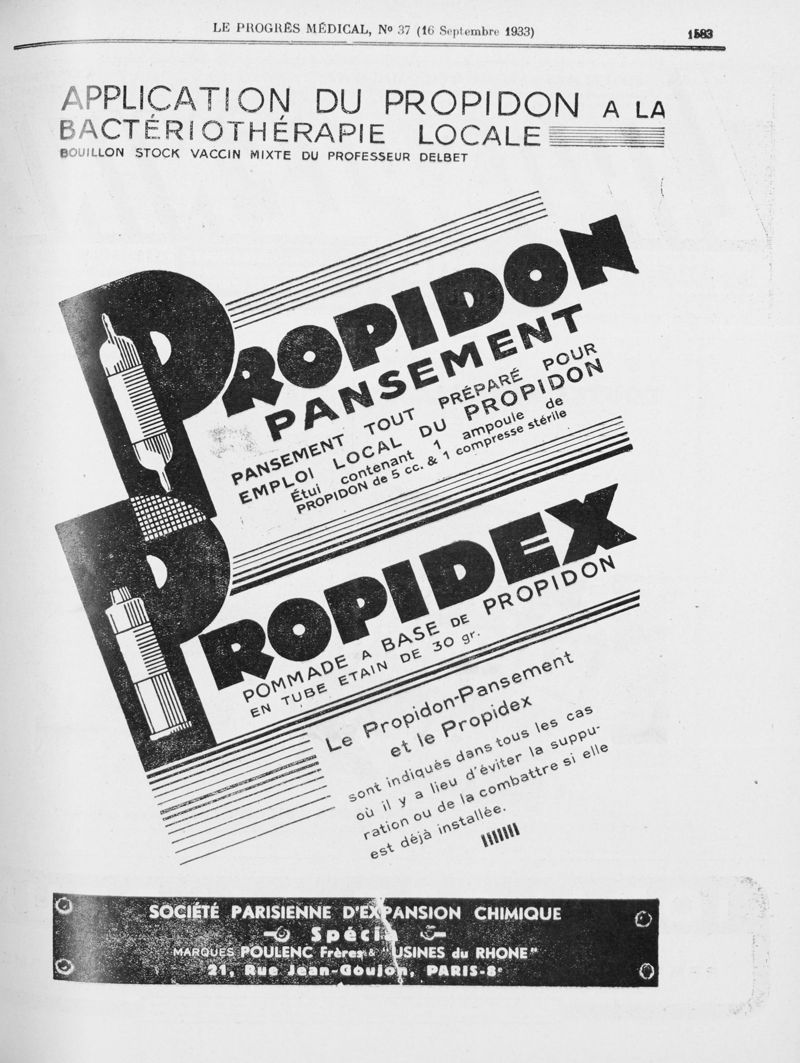 LE PROGRÈS MÉDICAL, No 37 (16 Septembre 1933)
1583
APPLICATION DU PROPIDON A LA
BACTÉRIOTHÉRAPIE LOCALE
BOUILLON STOCK VACCIN MIXTE DU PROFESSEUR DELBET
PROPIDON
PANSEMENT
PANSEMENT TOUT PRÉPARÉ POUR
EMPLOI LOCAL DU PROPIDON
Étui contenant 1 ampoule de
PROPIDON de 5 cc. & 1 compresse stérile
PROPIDEX
POMMADE A BASE DE PROPIDON
EN TUBE ETAIN DE 30 gr.
Le Propidon-Pansement
et le Propidex
sont indiqués dans tous les cas
où il y a lieu d'éviter la suppu-
ration ou de la combattre si elle
est déjà installée.
SOCIÉTÉ PARISIENNE D'EXPANSION CHIMIQUE
Spécia
MARQUES POULENC Frères & "USINES du RHONE"
21, Rue Jean-Goujon, PARIS-8e